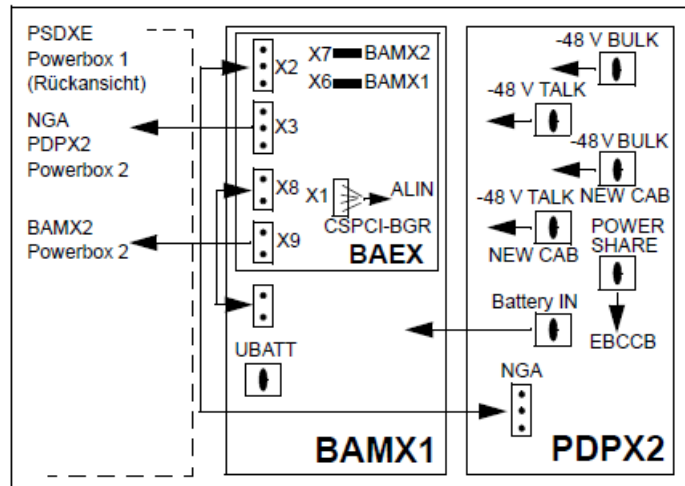 PSDXE
Powerbox 1
(Rückansicht)
NGA
PDPX2
Powerbox 2
BAMX2
Powerbox 2
X2
X7 BAMX2
X6 BAMX1
X3
X8
X1
ALIN
CSPCI-BGR
X9
BAEX
UBATT
BAMX1
-48 V BULK
-48 V TALK
-48 V BULK
NEW CAB
-48 V TALK
NEW CAB
POWER
SHARE
Battery IN
EBCCB
NGA
PDPX2